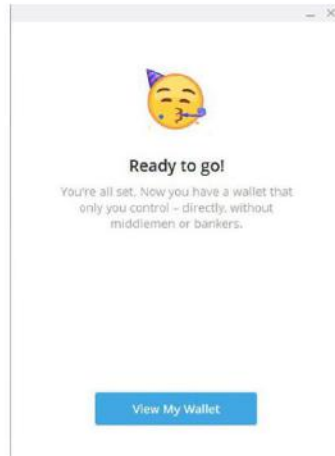 Ready to go!
You're all set. Now you have a wallet that
only you control – directly, without
middlemen or bankers.
View My Wallet